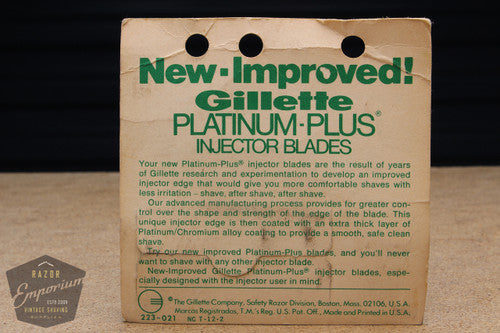 New-Improved!
Gillette
PLATINUM-PLUS®
INJECTOR BLADES
Your new Platinum-Plus® injector blades are the result of years
of Gillette research and experimentation to develop an improved
injector edge that would give you more comfortable shaves with
less irritation – shave, after shave, after shave.
Our advanced manufacturing process provides for greater con-
trol over the shape and strength of the edge of the blade. This
unique injector edge is then coated with an extra thick layer of
Platinum/Chromium alloy coating to provide a smooth, safe clean
shave.
Try our new improved Platinum-Plus blades, and you'll never
want to shave with any other injector blade.
New-Improved Gillette Platinum-Plus® injector blades, espe-
cially designed with the injector user in mind.
® The Gillette Company, Safety Razor Division, Boston, Mass. 02106, U.S.A.
Marcas Registradas, T.M.'s Reg. U.S. Pat. Off. Made and Printed in U.S.A.
223-021 NC T-12-2
RAZOR
Emporium
ESTD 2009
VINTAGE SHAVING
SUPPLIES